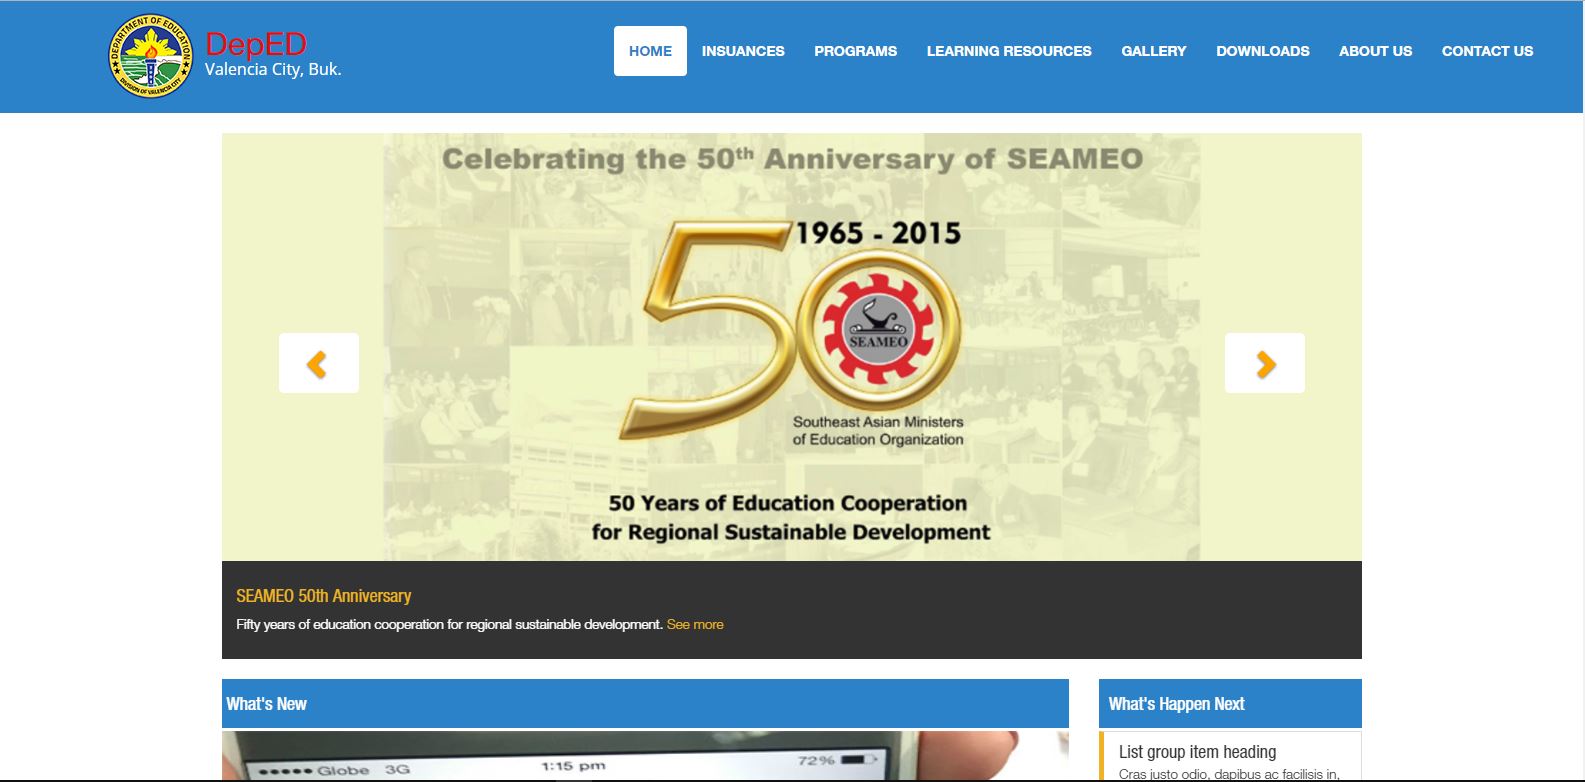 DEPARTMENT OF EDUCATION
DIVISION OF VALENCIA CITY
DepED
Valencia City, Buk.
HOME INSUANCES PROGRAMS LEARNING RESOURCES GALLERY DOWNLOADS ABOUT US CONTACT US
Celebrating the 50th Anniversary of SEAMEO
1965 - 2015
50
SEAMEO
Southeast Asian Ministers
of Education Organization
50 Years of Education Cooperation
for Regional Sustainable Development
SEAMEO 50th Anniversary
Fifty years of education cooperation for regional sustainable development. See more
What's New
What's Happen Next
Globe 3G 1:15 pm 72%
List group item heading
Cras justo odio, dapibus ac facilisis in,